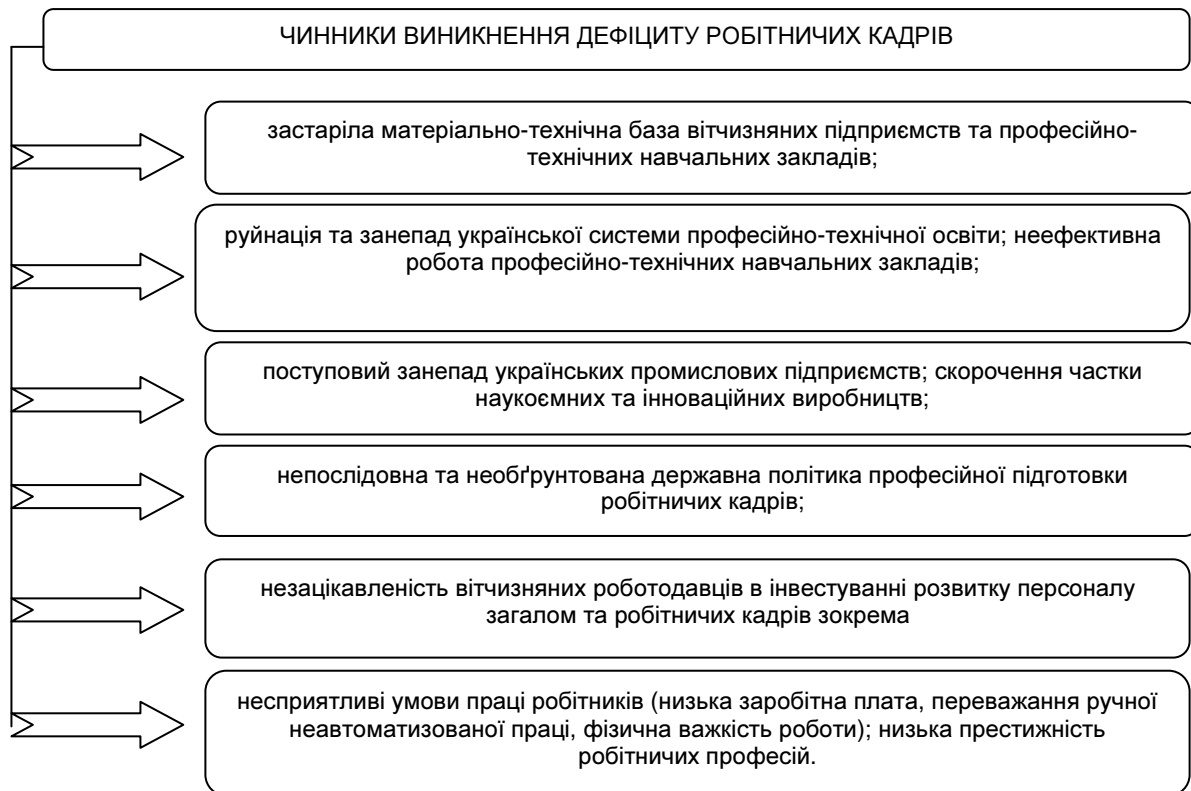 ЧИННИКИ ВИНИКНЕННЯ ДЕФІЦИТУ РОБІТНИЧИХ КАДРІВ
застаріла матеріально-технічна база вітчизняних підприємств та професійно-
технічних навчальних закладів;
руйнація та занепад української системи професійно-технічної освіти; неефективна
робота професійно-технічних навчальних закладів;
поступовий занепад українських промислових підприємств; скорочення частки
наукоємних та інноваційних виробництв;
непослідовна та необґрунтована державна політика професійної підготовки
робітничих кадрів;
незацікавленість вітчизняних роботодавців в інвестуванні розвитку персоналу
загалом та робітничих кадрів зокрема
несприятливі умови праці робітників (низька заробітна плата, переважання ручної
неавтоматизованої праці, фізична важкість роботи); низька престижність
робітничих професій.